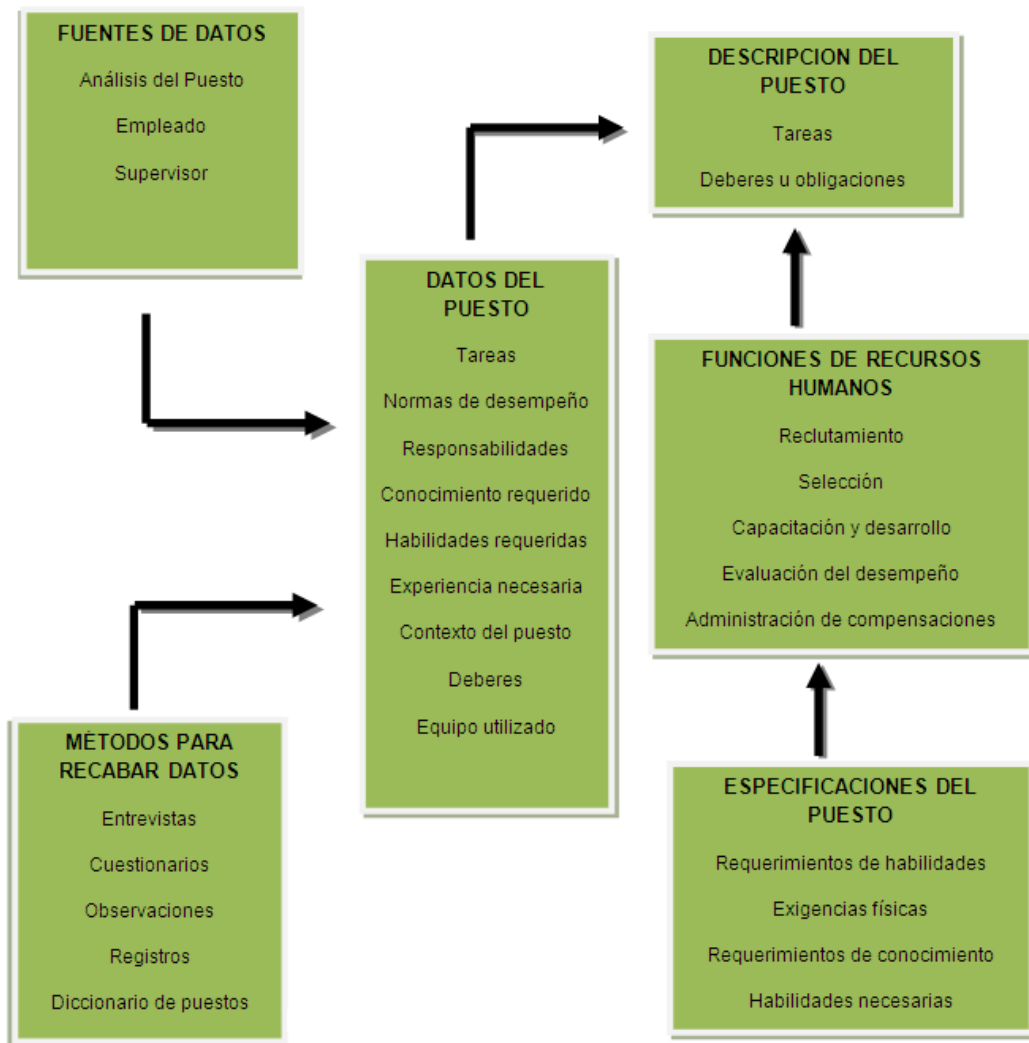 FUENTES DE DATOS
Análisis del Puesto
Empleado
Supervisor
MÉTODOS PARA
RECABAR DATOS
Entrevistas
Cuestionarios
Observaciones
Registros
Diccionario de puestos
DATOS DEL
PUESTO
Tareas
Normas de desempeño
Responsabilidades
Conocimiento requerido
Habilidades requeridas
Experiencia necesaria
Contexto del puesto
Deberes
Equipo utilizado
DESCRIPCION DEL
PUESTO
Tareas
Deberes u obligaciones
FUNCIONES DE RECURSOS
HUMANOS
Reclutamiento
Selección
Capacitación y desarrollo
Evaluación del desempeño
Administración de compensaciones
ESPECIFICACIONES DEL
PUESTO
Requerimientos de habilidades
Exigencias físicas
Requerimientos de conocimiento
Habilidades necesarias